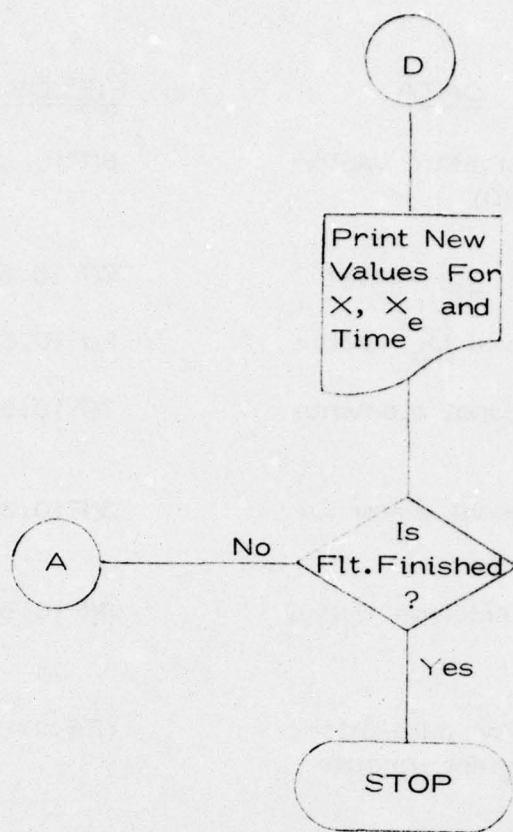 D
Print New
Values For
X, Xe and
Time
Is
Flt.Finished
?
No
A
Yes
STOP